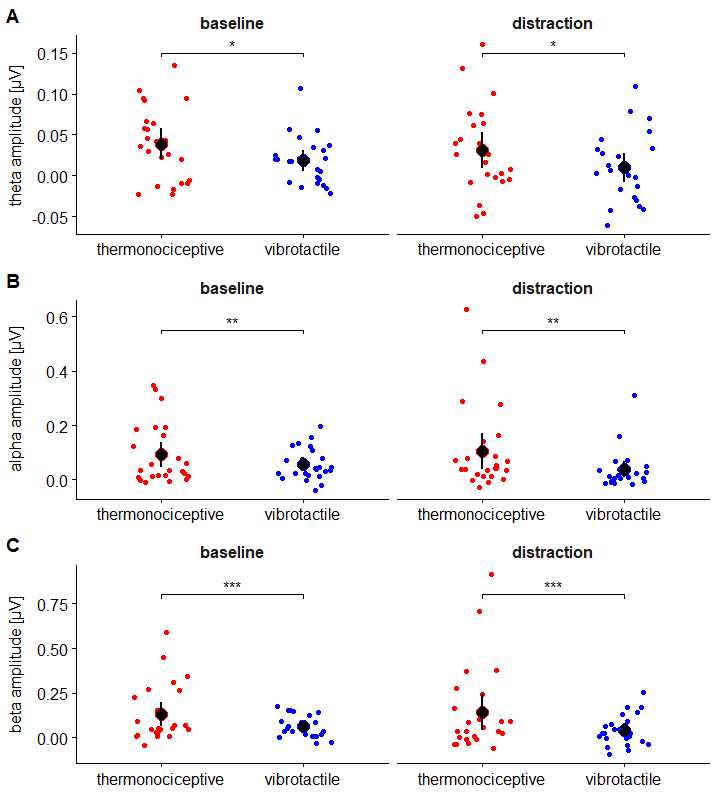 A
baseline
distraction
theta amplitude [µV]
0.15
0.10
0.05
0.00
-0.05
*
*
thermonociceptive
vibrotactile
thermonociceptive
vibrotactile
B
baseline
distraction
alpha amplitude [µV]
0.6
0.4
0.2
0.0
**
**
thermonociceptive
vibrotactile
thermonociceptive
vibrotactile
C
baseline
distraction
beta amplitude [µV]
0.75
0.50
0.25
0.00
***
***
thermonociceptive
vibrotactile
thermonociceptive
vibrotactile